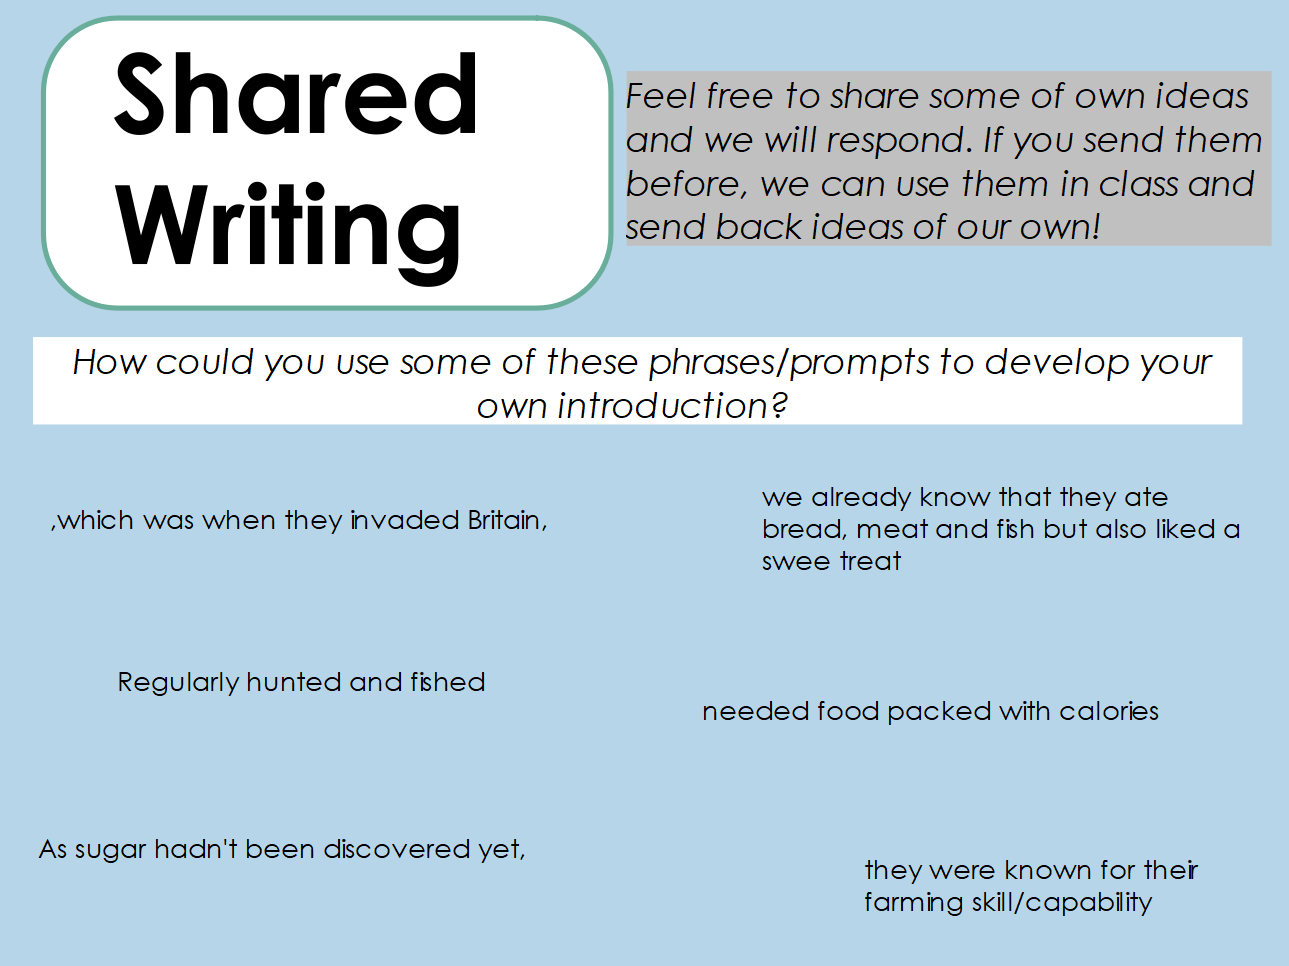 Shared
Writing
Feel free to share some of own ideas
and we will respond. If you send them
before, we can use them in class and
send back ideas of our own!
How could you use some of these phrases/prompts to develop your
own introduction?
,which was when they invaded Britain,
we already know that they ate
bread, meat and fish but also liked a
swee treat
Regularly hunted and fished
needed food packed with calories
As sugar hadn't been discovered yet,
they were known for their
farming skill/capability